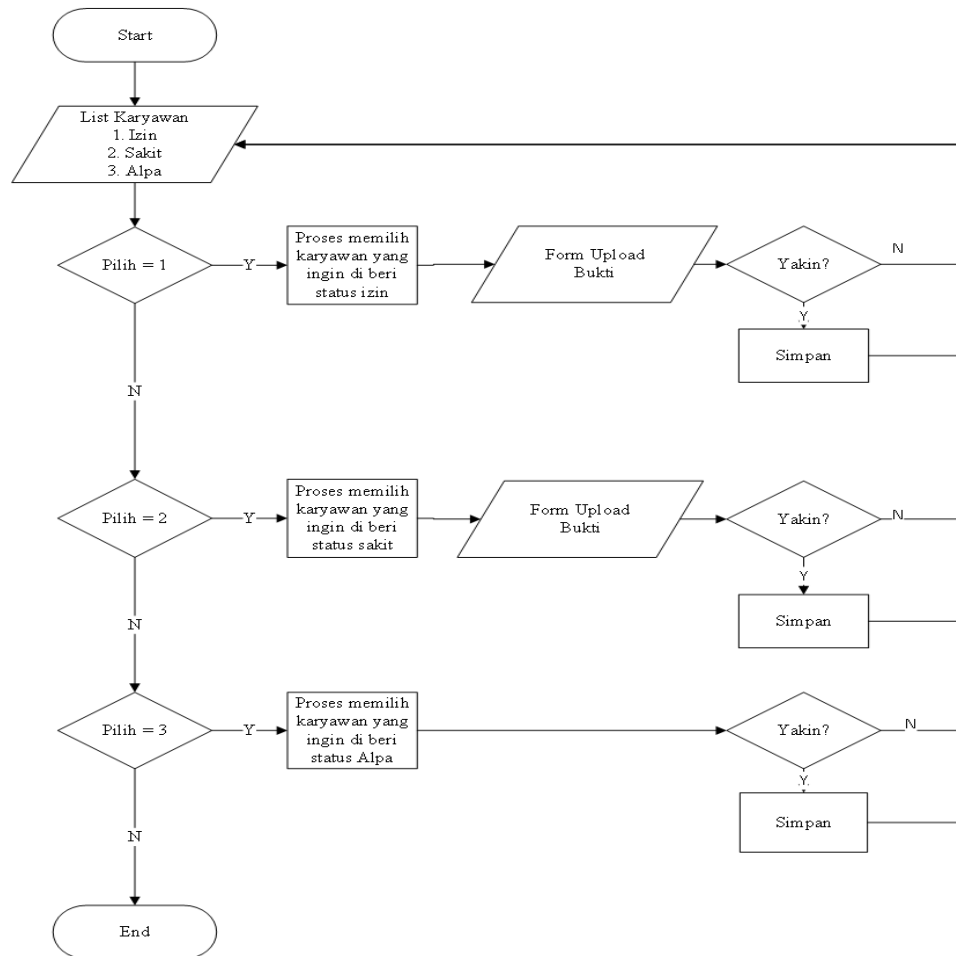 Start
List Karyawan
1. Izin
2. Sakit
3. Alpa
Pilih = 1
Y
Proses memilih
karyawan yang
ingin di beri
status izin
Form Upload
Bukti
Yakin?
N
Y
Simpan
N
Pilih = 2
Y
Proses memilih
karyawan yang
ingin di beri
status sakit
Form Upload
Bukti
Yakin?
N
Y
Simpan
N
Pilih = 3
Y
Proses memilih
karyawan yang
ingin di beri
status Alpa
Yakin?
N
Y
Simpan
N
End